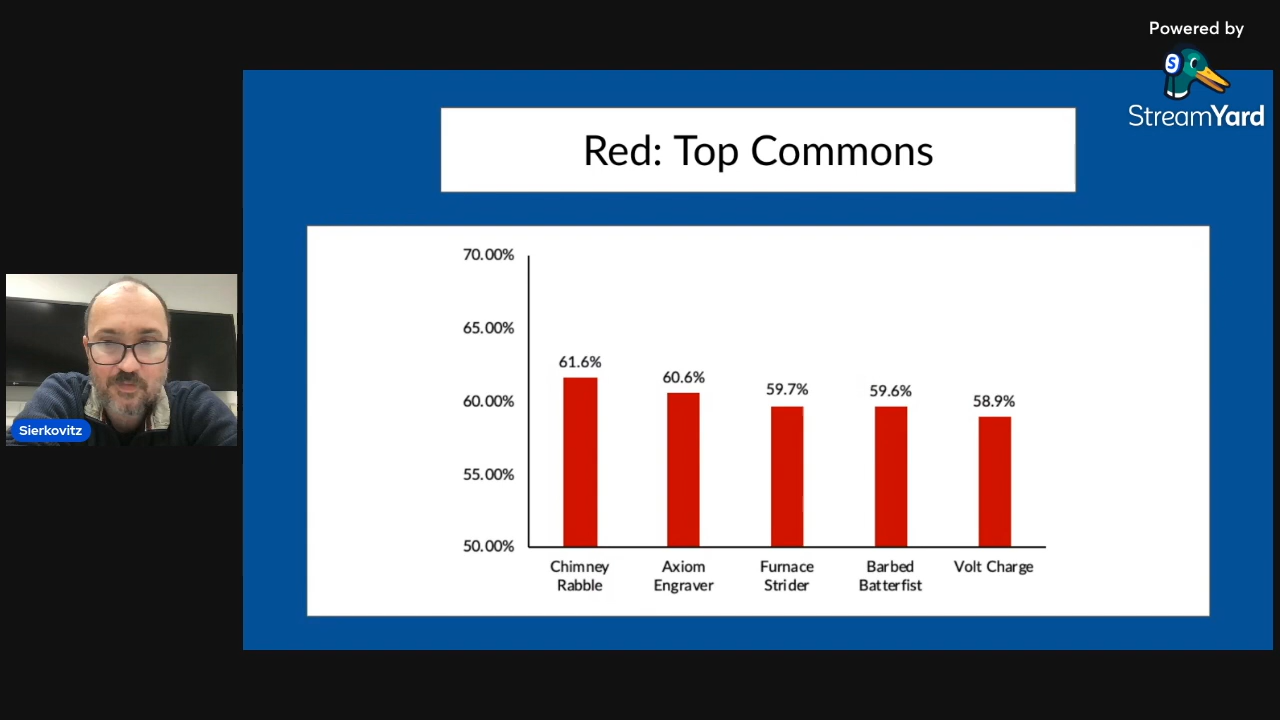 Powered by
StreamYard
Red: Top Commons
70.00%
65.00%
60.00%
55.00%
50.00%
61.6%
60.6%
59.7%
59.6%
58.9%
Chimney
Rabble
Axiom
Engraver
Furnace
Strider
Barbed
Batterfist
Volt Charge
Sierkovitz
S